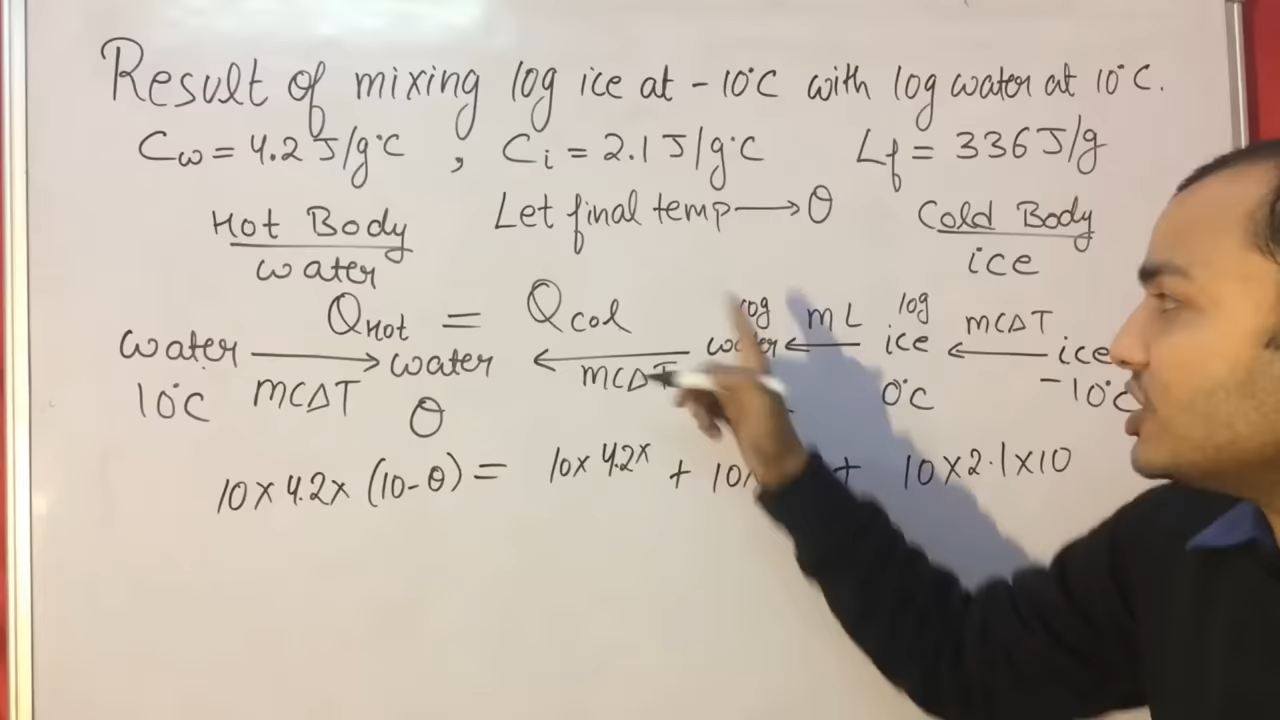 Result of mixing 10g ice at -10°C with 10g water at 10°C.
Cw = 4.2 J/g°C , Ci = 2.1 J/g°C Lf = 336 J/g
Hot Body Let final temp → θ Cold Body
water ice
QHot = Qcol 10g mL 10g mCΔT
water → water ← water ← ice ← ice
10°C mCΔT θ mCΔT 0°C -10°C
10 x 4.2 x (10-θ) = 10 x 4.2 x + 10 + 10 x 2.1 x 10